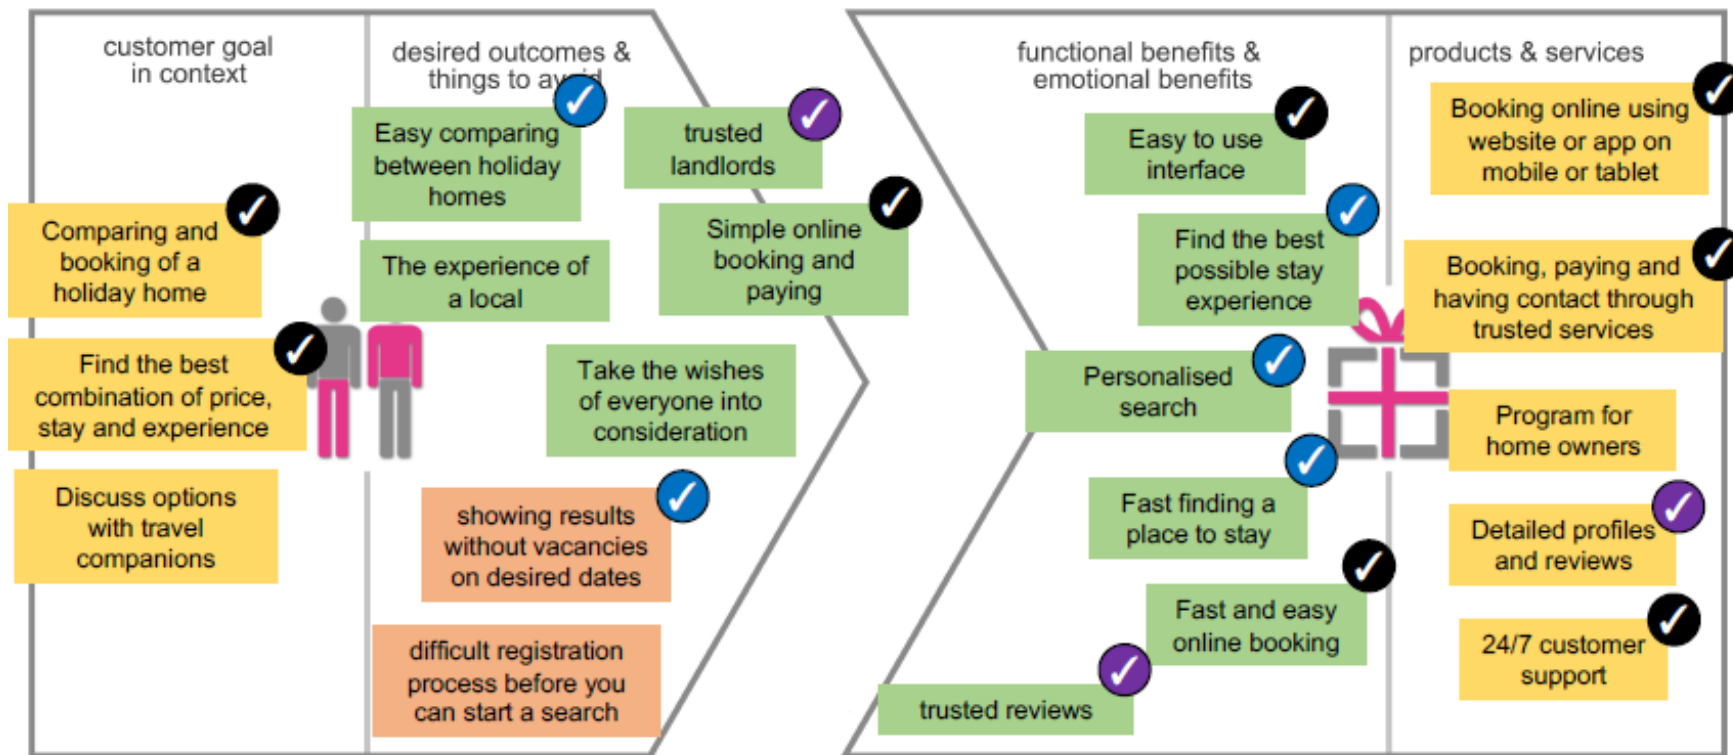 customer goal
in context
desired outcomes &
things to avoid
Easy comparing
between holiday
homes
trusted
landlords
Comparing and
booking of a
holiday home
Simple online
booking and
paying
The experience of
a local
Find the best
combination of price,
stay and experience
Take the wishes
of everyone into
consideration
Discuss options
with travel
companions
showing results
without vacancies
on desired dates
difficult registration
process before you
can start a search
functional benefits &
emotional benefits
Easy to use
interface
Find the best
possible stay
experience
Personalised
search
Fast finding a
place to stay
Fast and easy
online booking
trusted reviews
products & services
Booking online using
website or app on
mobile or tablet
Booking, paying and
having contact through
trusted services
Program for
home owners
Detailed profiles
and reviews
24/7 customer
support